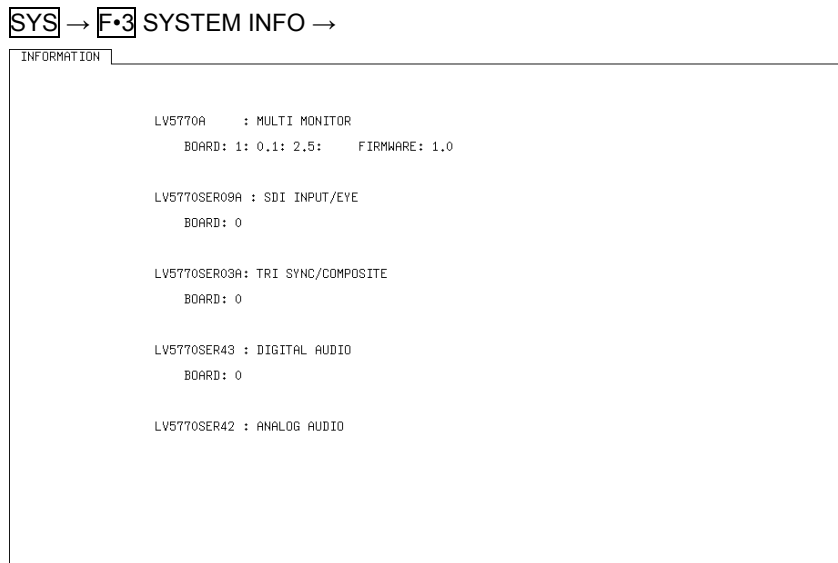 SYS → F•3 SYSTEM INFO →
INFORMATION
LV5770A : MULTI MONITOR
BOARD: 1: 0.1: 2.5: FIRMWARE: 1.0
LV5770SER09A : SDI INPUT/EYE
BOARD: 0
LV5770SER03A: TRI SYNC/COMPOSITE
BOARD: 0
LV5770SER43 : DIGITAL AUDIO
BOARD: 0
LV5770SER42 : ANALOG AUDIO